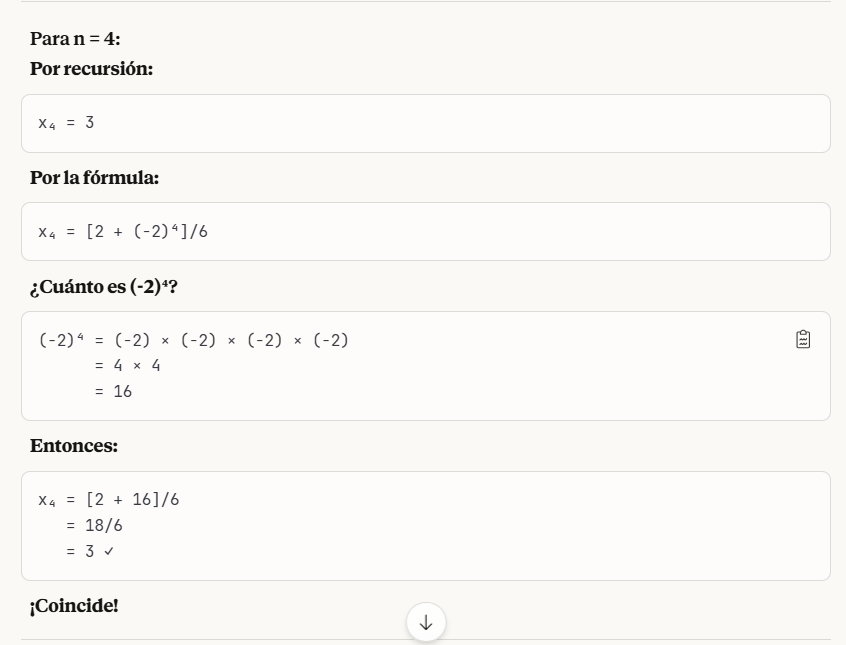 Para n = 4:
Por recursión:
x₄ = 3
Por la fórmula:
x₄ = [2 + (-2)⁴]/6
¿Cuánto es (-2)⁴?
(-2)⁴ = (-2) × (-2) × (-2) × (-2)
= 4 × 4
= 16
Entonces:
x₄ = [2 + 16]/6
= 18/6
= 3 ✓
¡Coincide!